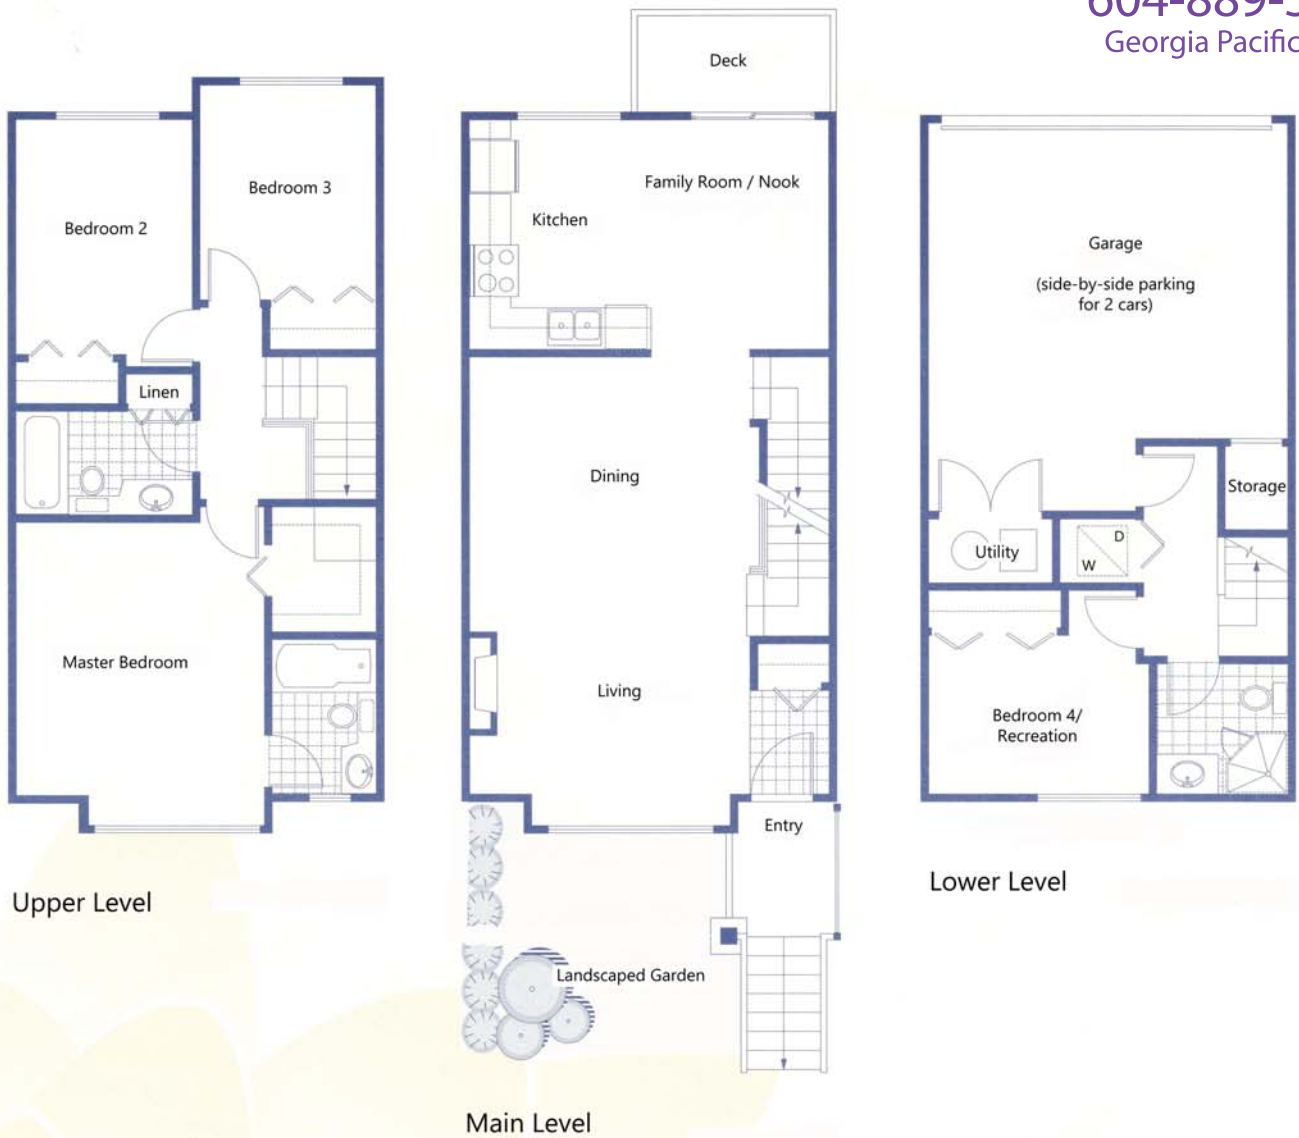 Georgia Pacific
Deck
Bedroom 3
Bedroom 2
Family Room / Nook
Kitchen
Garage
(side-by-side parking
for 2 cars)
Linen
Dining
Storage
Utility
D
W
Master Bedroom
Living
Bedroom 4/
Recreation
Entry
Upper Level
Lower Level
Landscaped Garden
Main Level